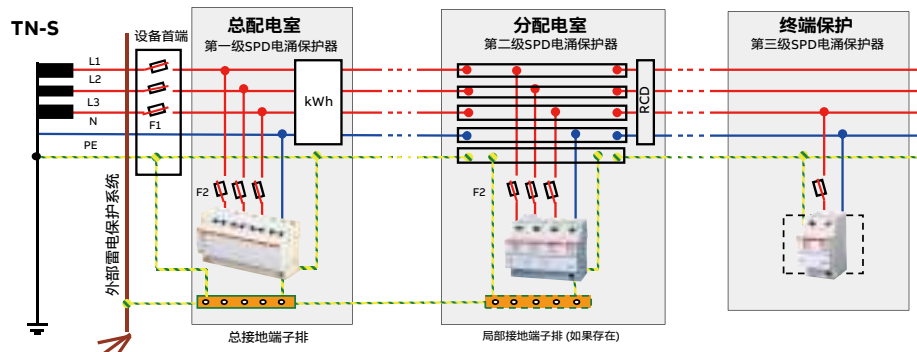 TN-S
设备首端
总配电室
第一级SPD电涌保护器
分配电室
第二级SPD电涌保护器
终端保护
第三级SPD电涌保护器
L1
L2
L3
N
PE
F1
kWh
RCD
F2
F2
外部雷电保护系统
总接地端子排
局部接地端子排 (如果存在)